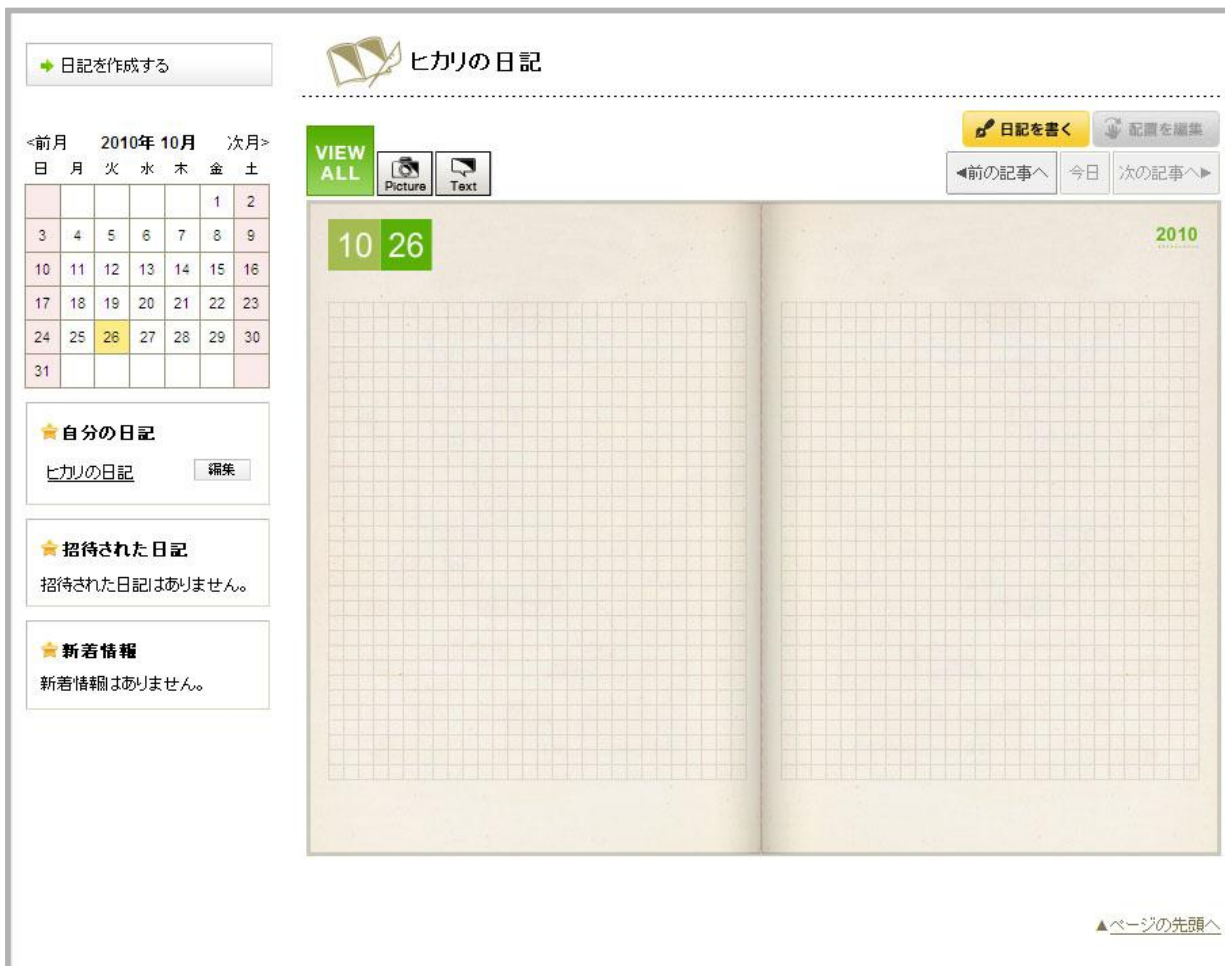 日記を作成する
<前月 2010年 10月 次月>
日 月 火 水 木 金 土
1 2
3 4 5 6 7 8 9
10 11 12 13 14 15 16
17 18 19 20 21 22 23
24 25 26 27 28 29 30
31
自分の日記
ヒカリの日記 編集
招待された日記
招待された日記はありません。
新着情報
新着情報はありません。
ヒカリの日記
日記を書く 配置を編集
VIEW ALL Picture Text
◀前の記事へ 今日 次の記事へ▶
10 26 2010
▲ページの先頭へ